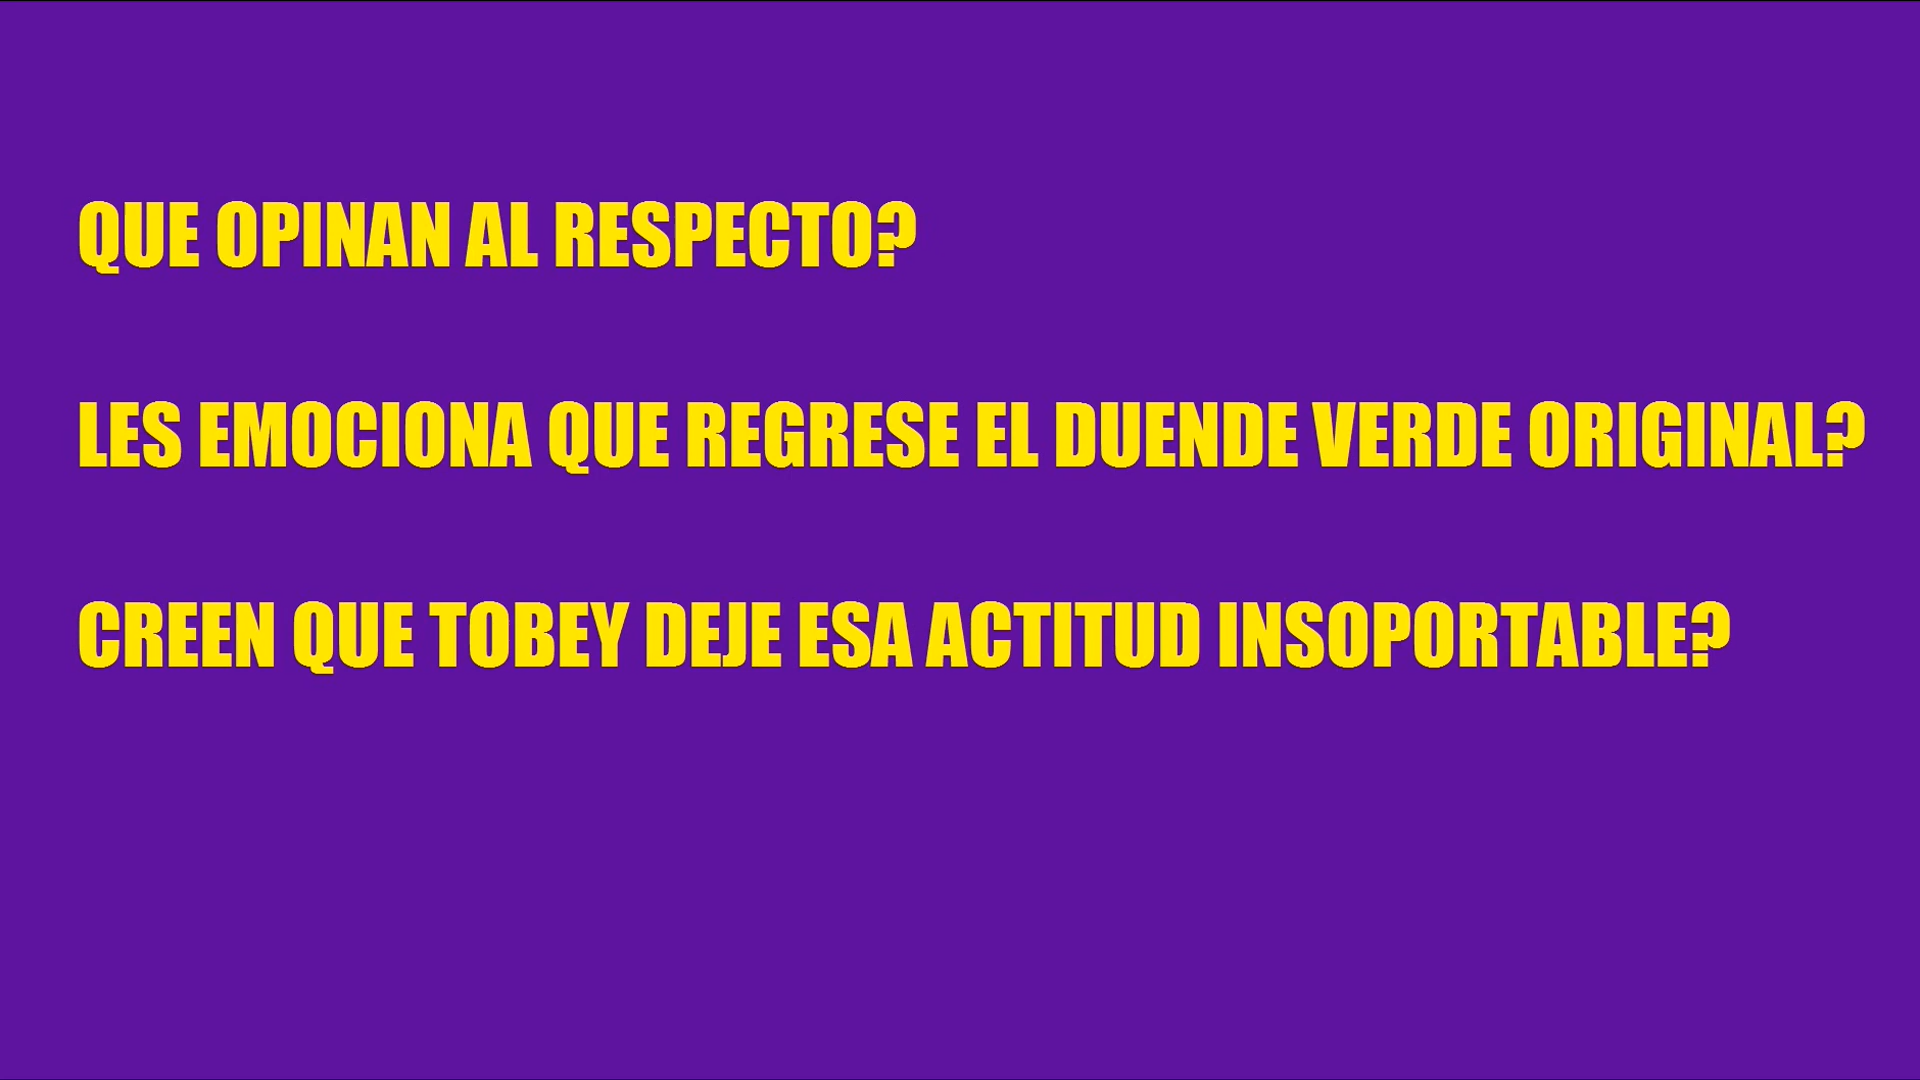 QUE OPINAN AL RESPECTO?
LES EMOCIONA QUE REGRESE EL DUENDE VERDE ORIGINAL?
CREEN QUE TOBEY DEJE ESA ACTITUD INSOPORTABLE?